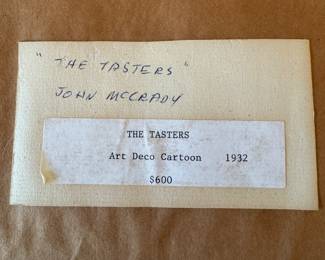 "THE TASTERS"
JOHN MCCRADY
THE TASTERS
Art Deco Cartoon 1932
$600